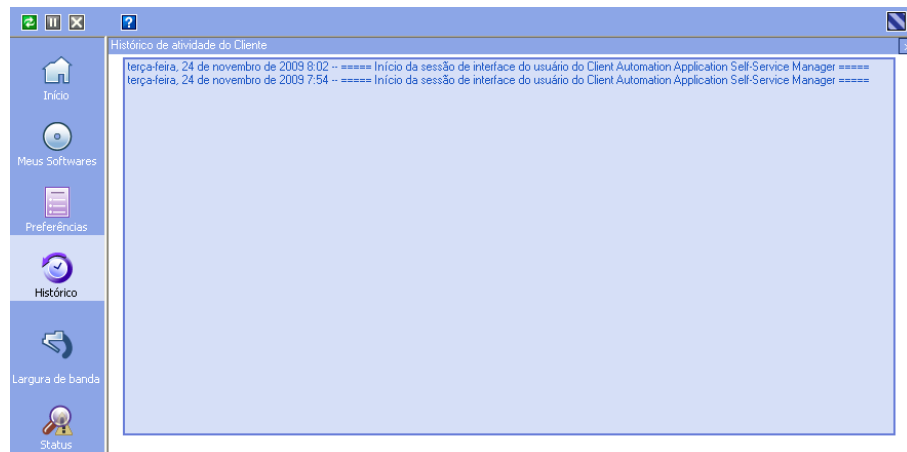 ?
Histórico de atividade do Cliente
terça-feira, 24 de novembro de 2009 8:02 -- ===== Início da sessão de interface do usuário do Client Automation Application Self-Service Manager =====
terça-feira, 24 de novembro de 2009 7:54 -- ===== Início da sessão de interface do usuário do Client Automation Application Self-Service Manager =====
Início
Meus Softwares
Preferências
Histórico
Largura de banda
Status